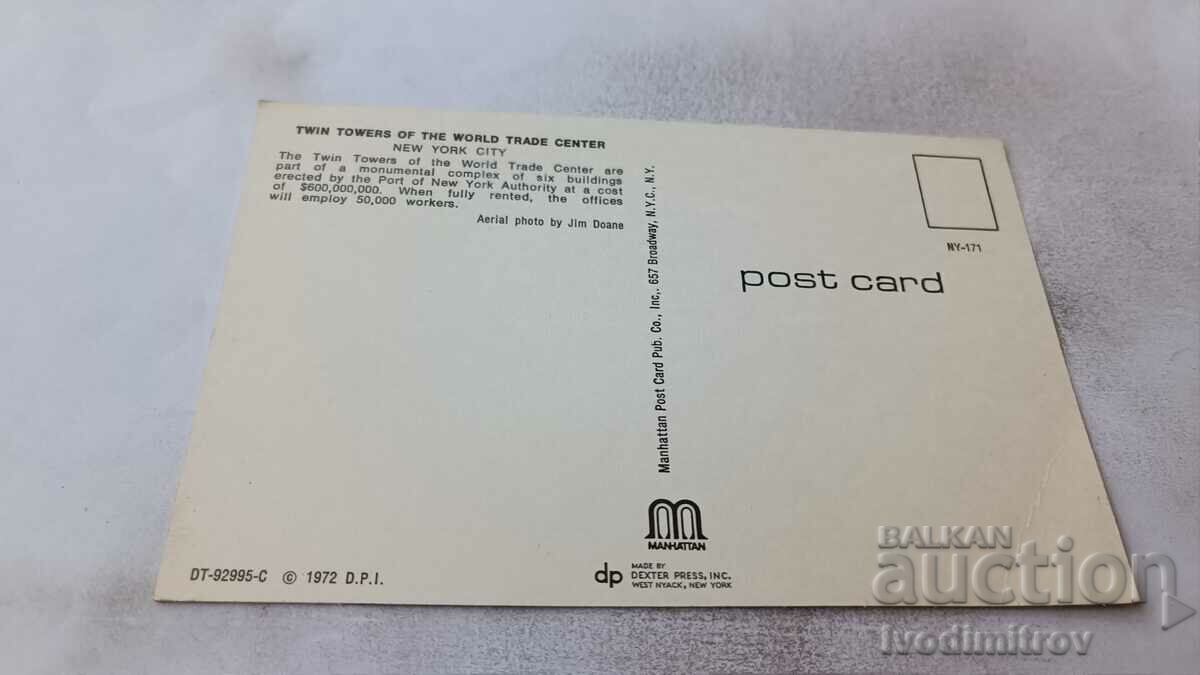 TWIN TOWERS OF THE WORLD TRADE CENTER
NEW YORK CITY
The Twin Towers of the World Trade Center are
part of a monumental complex of six buildings
erected by the Port of New York Authority at a cost
of $600,000,000. When fully rented, the offices
will employ 50,000 workers.
Aerial photo by Jim Doane
DT-92995-C © 1972 D.P.I.
Manhattan Post Card Pub. Co., Inc,. 657 Broadway, N.Y.C., N.Y.
MANHATTAN
dp
MADE BY
DEXTER PRESS, INC.
WEST NYACK, NEW YORK
NY-171
post card
BALKAN
auction
Ivodimitrov